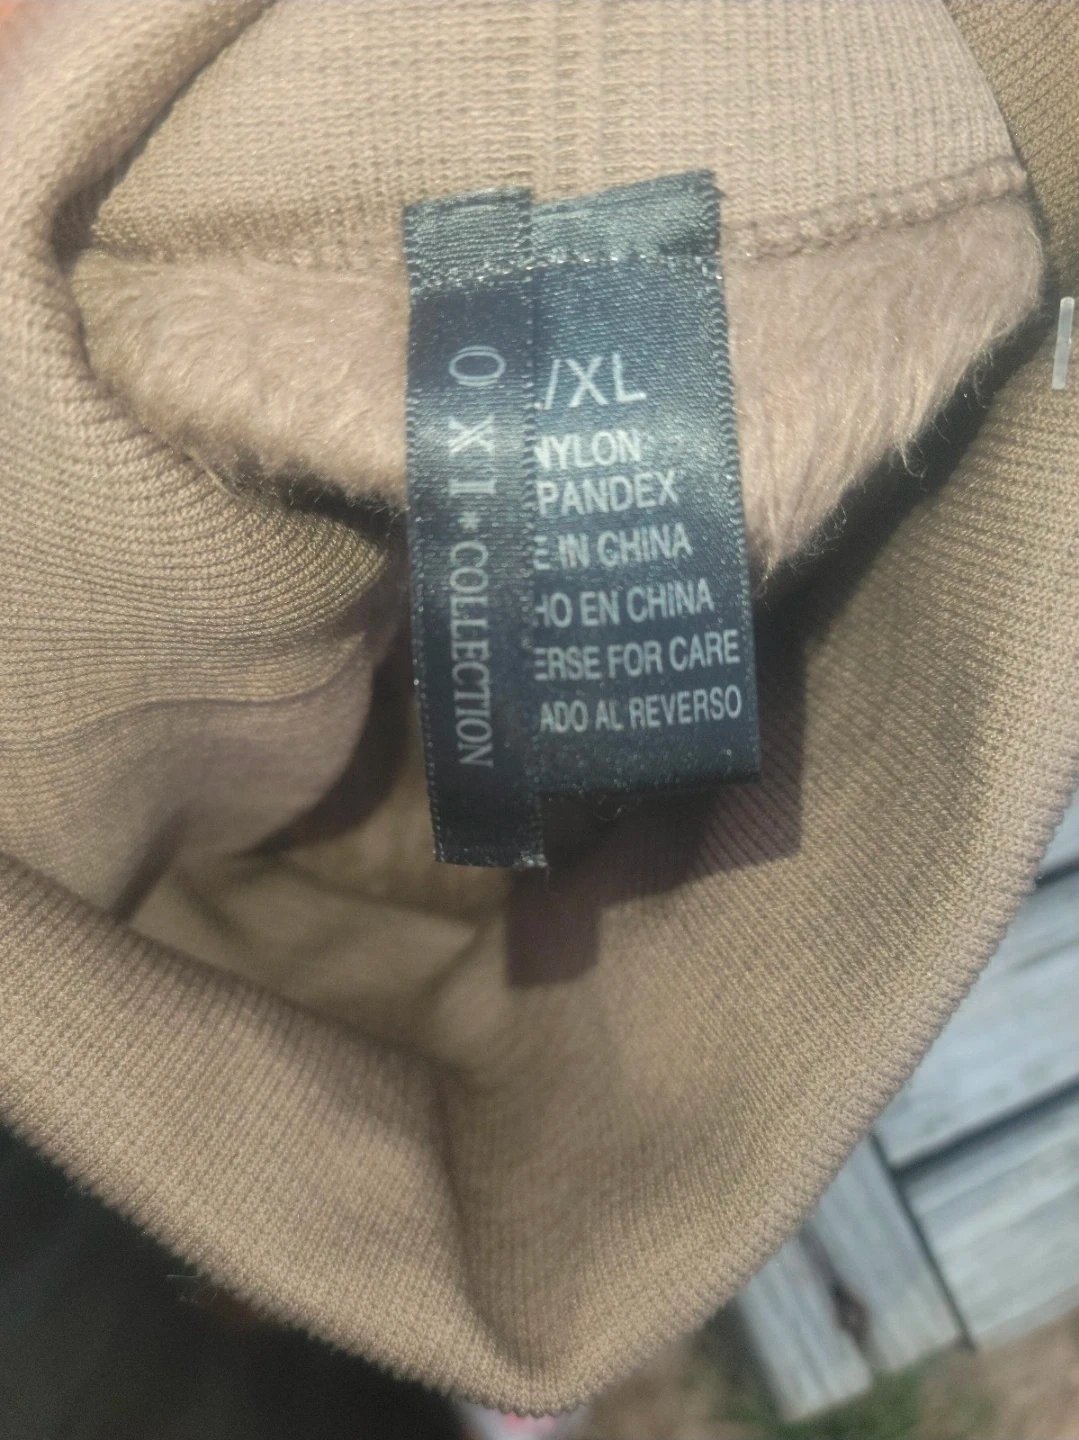 O X I * COLLECTION
/XL
NYLON
PANDEX
E IN CHINA
HO EN CHINA
ERSE FOR CARE
ADO AL REVERSO